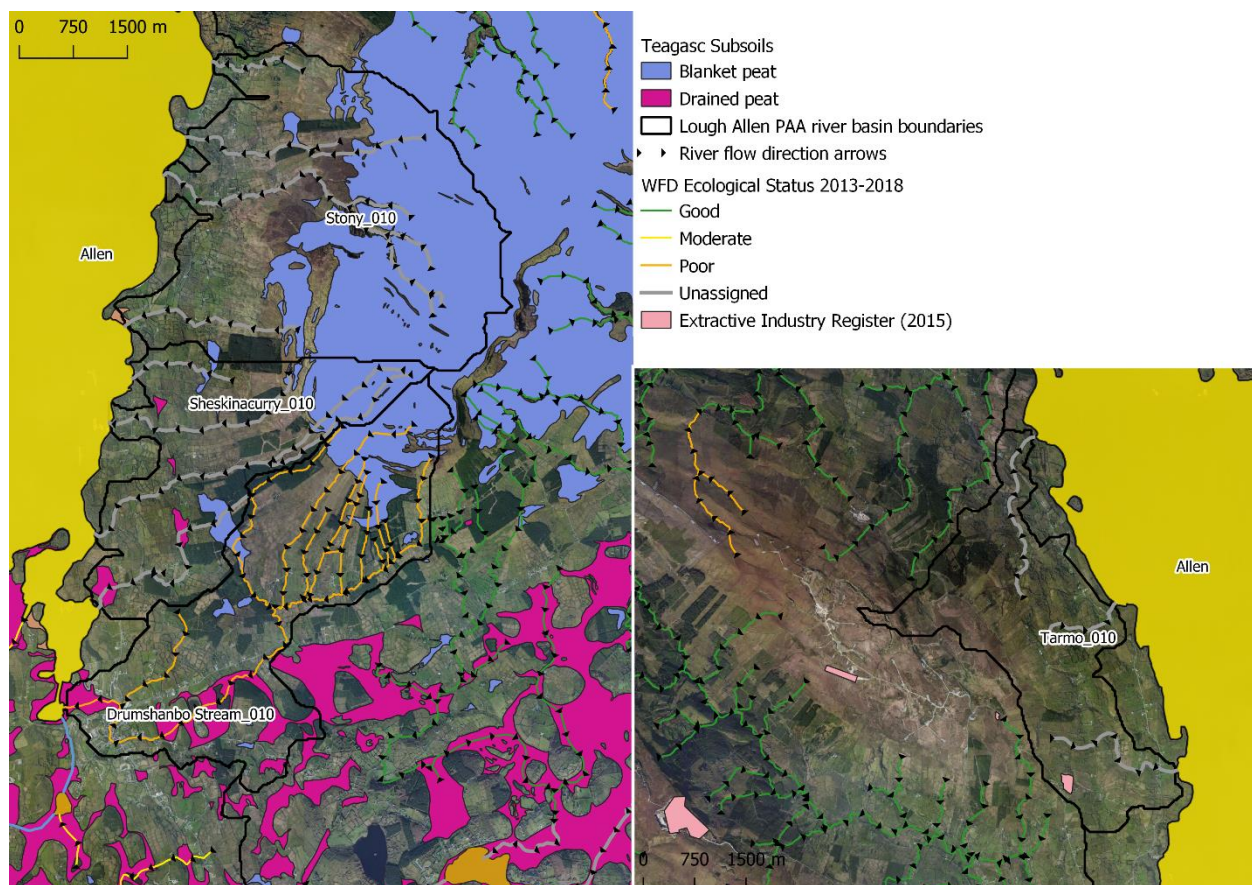 0 750 1500 m
Stony_010
Allen
Sheskinacurry_010
Drumshanbo Stream_010
Teagasc Subsoils
Blanket peat
Drained peat
Lough Allen PAA river basin boundaries
River flow direction arrows
WFD Ecological Status 2013-2018
Good
Moderate
Poor
Unassigned
Extractive Industry Register (2015)
Allen
Tarmo_010
0 750 1500 m